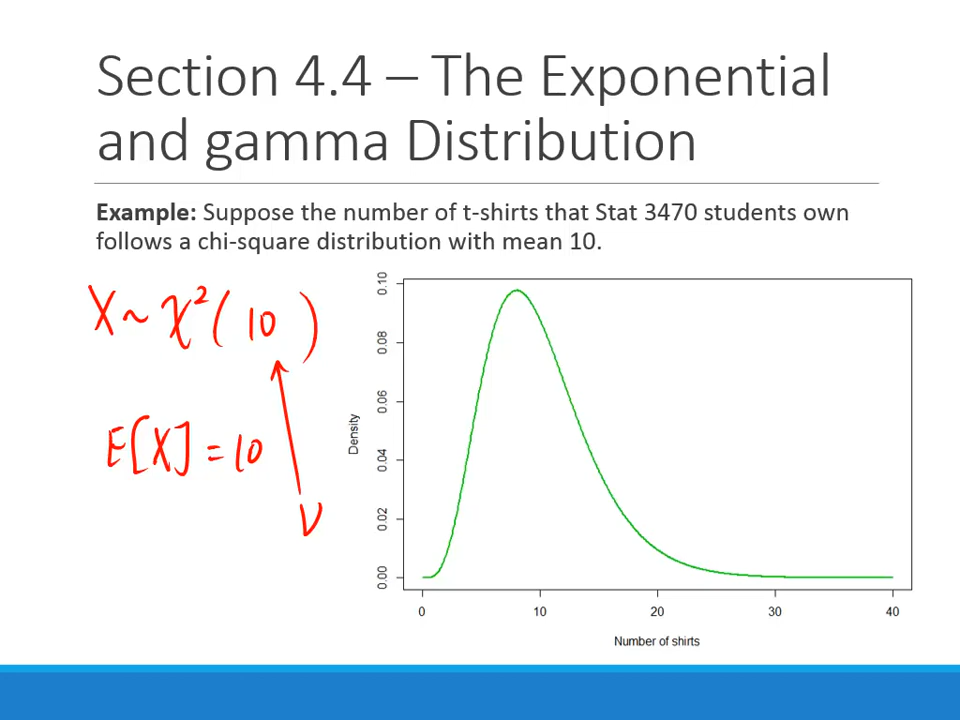 Section 4.4 – The Exponential
and gamma Distribution
Example: Suppose the number of t-shirts that Stat 3470 students own
follows a chi-square distribution with mean 10.
X ~ χ²( 10 )
E[X] = 10
ν
Density
0.10
0.08
0.06
0.04
0.02
0.00
0 10 20 30 40
Number of shirts